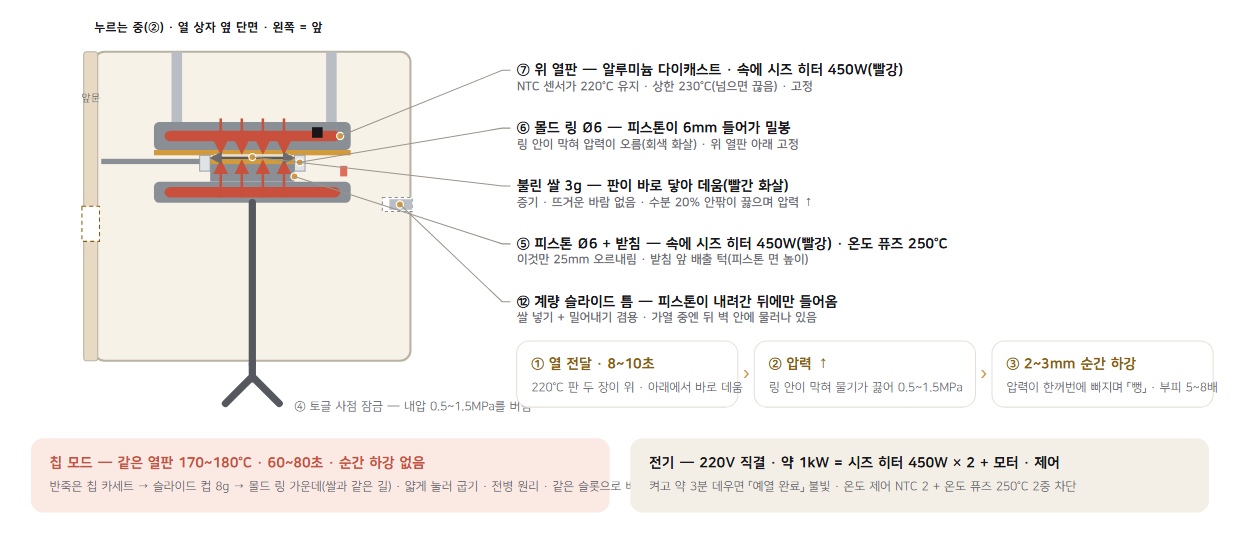 누르는 중(②) · 열 상자 옆 단면 · 왼쪽 = 앞
앞문
⑦ 위 열판 — 알루미늄 다이캐스트 · 속에 시즈 히터 450W(빨강)
NTC 센서가 220℃ 유지 · 상한 230℃(넘으면 끊음) · 고정
⑥ 몰드 링 Ø6 — 피스톤이 6mm 들어가 밀봉
링 안이 막혀 압력이 오름(회색 화살) · 위 열판 아래 고정
불린 쌀 3g — 판이 바로 닿아 데움(빨간 화살)
증기 · 뜨거운 바람 없음 · 수분 20% 안팎이 끓으며 압력 ↑
⑤ 피스톤 Ø6 + 받침 — 속에 시즈 히터 450W(빨강) · 온도 퓨즈 250℃
이것만 25mm 오르내림 · 받침 앞 배출 턱(피스톤 면 높이)
⑫ 계량 슬라이드 틈 — 피스톤이 내려간 뒤에만 들어옴
쌀 넣기 + 밀어내기 겸용 · 가열 중엔 뒤 벽 안에 물러나 있음
① 열 전달 · 8~10초
220℃ 판 두 장이 위 · 아래에서 바로 데움
›
② 압력 ↑
링 안이 막혀 물기가 끓어 0.5~1.5MPa
›
③ 2~3mm 순간 하강
압력이 한꺼번에 빠지며 「뻥」 · 부피 5~8배
④ 토글 사점 잠금 — 내압 0.5~1.5MPa를 버팀
칩 모드 — 같은 열판 170~180℃ · 60~80초 · 순간 하강 없음
반죽은 칩 카세트 → 슬라이드 컵 8g → 몰드 링 가운데(쌀과 같은 길) · 얇게 눌러 굽기 · 전병 원리 · 같은 슬롯으로
전기 — 220V 직결 · 약 1kW = 시즈 히터 450W × 2 + 모터 · 제어
켜고 약 3분 데우면 「예열 완료」 불빛 · 온도 제어 NTC 2 + 온도 퓨즈 250℃ 2중 차단